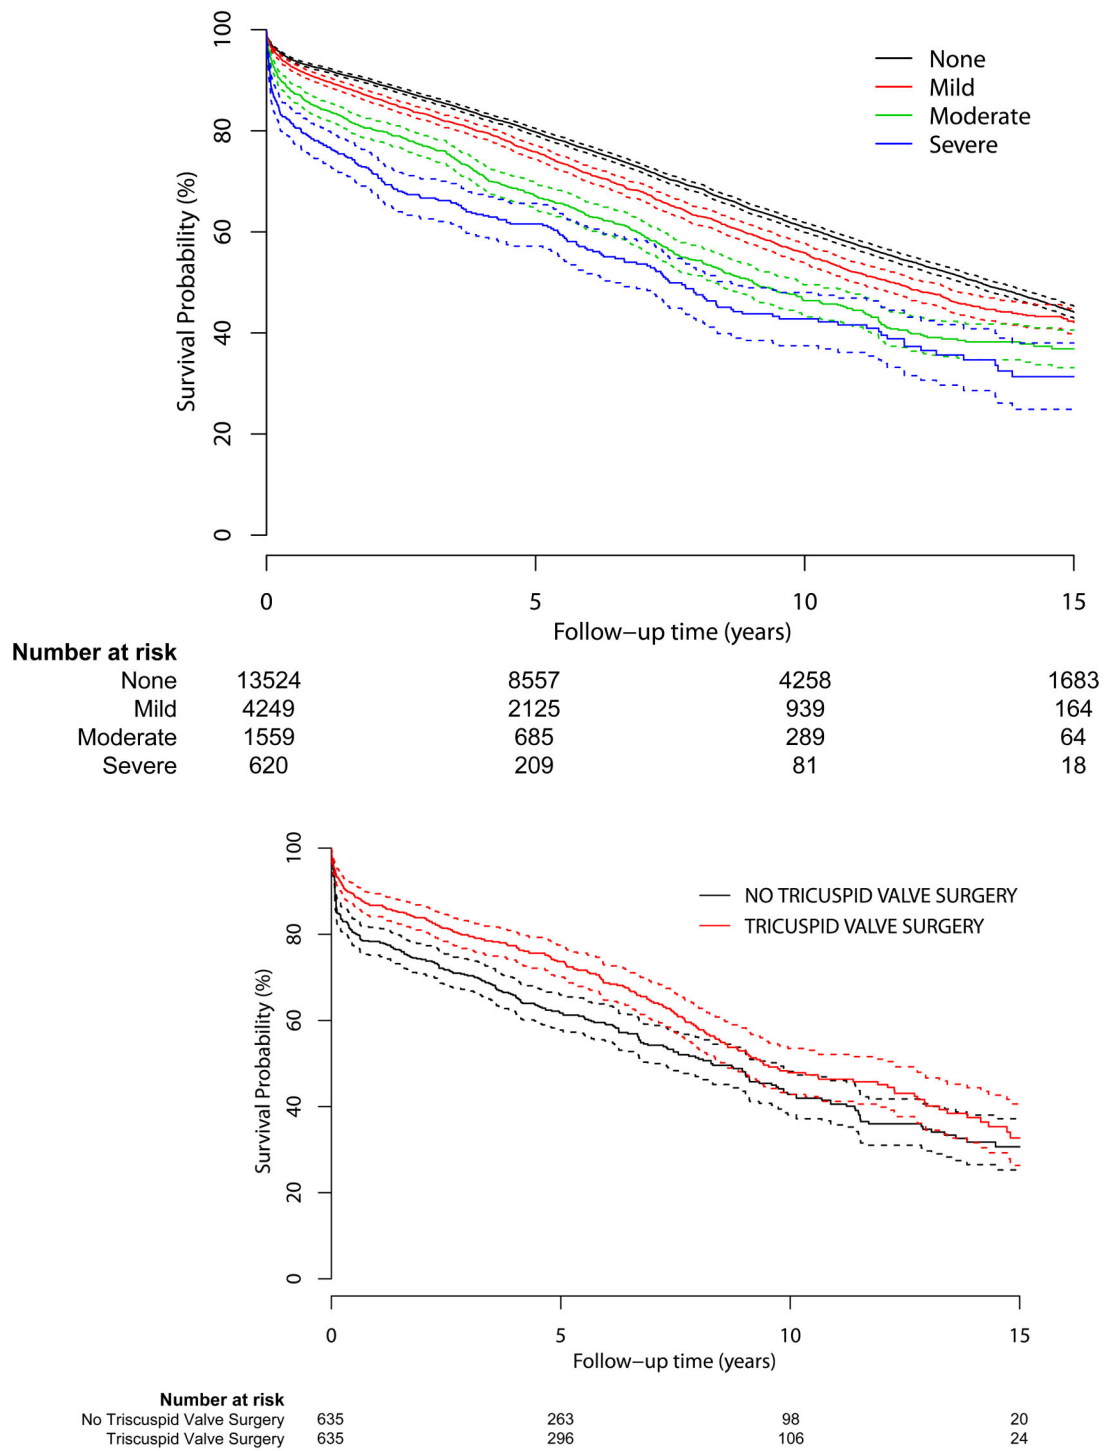 100
80
60
40
20
0
Survival Probability (%)
None
Mild
Moderate
Severe
0 5 10 15
Follow−up time (years)
Number at risk
None 13524 8557 4258 1683
Mild 4249 2125 939 164
Moderate 1559 685 289 64
Severe 620 209 81 18
100
80
60
40
20
0
Survival Probability (%)
NO TRICUSPID VALVE SURGERY
TRICUSPID VALVE SURGERY
0 5 10 15
Follow−up time (years)
Number at risk
No Triscuspid Valve Surgery 635 263 98 20
Triscuspid Valve Surgery 635 296 106 24